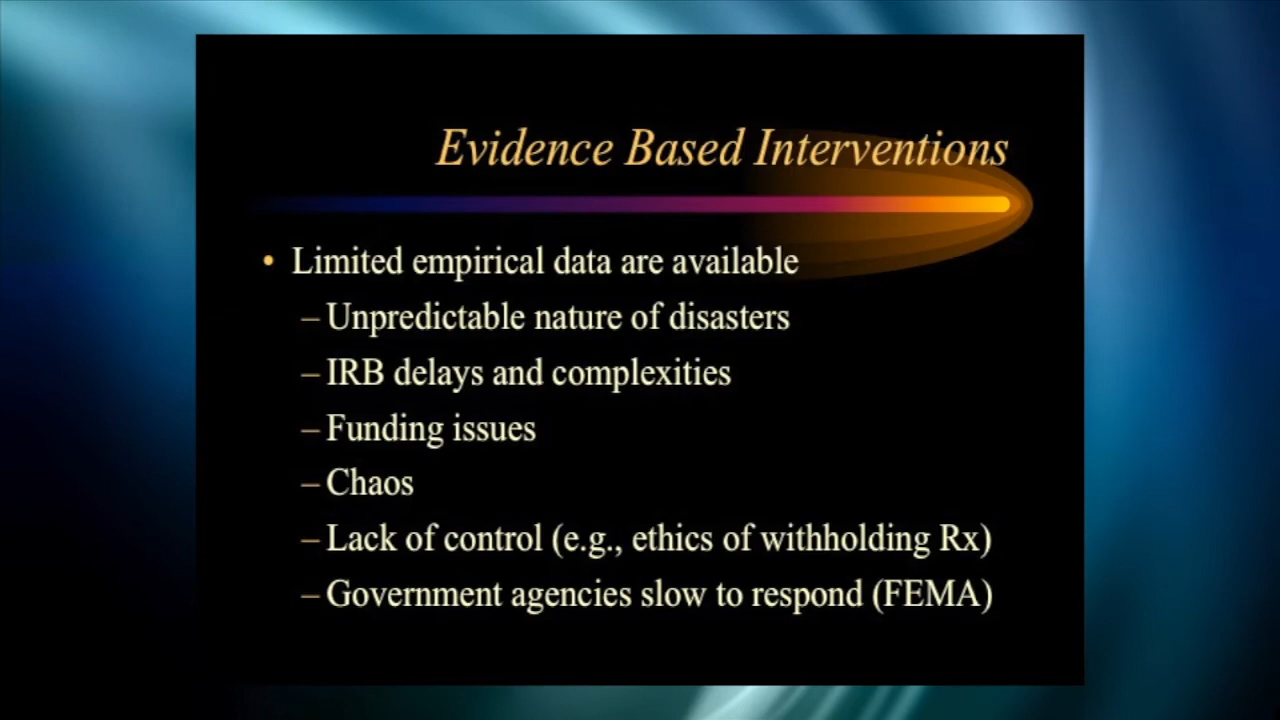 Evidence Based Interventions
• Limited empirical data are available
– Unpredictable nature of disasters
– IRB delays and complexities
– Funding issues
– Chaos
– Lack of control (e.g., ethics of withholding Rx)
– Government agencies slow to respond (FEMA)